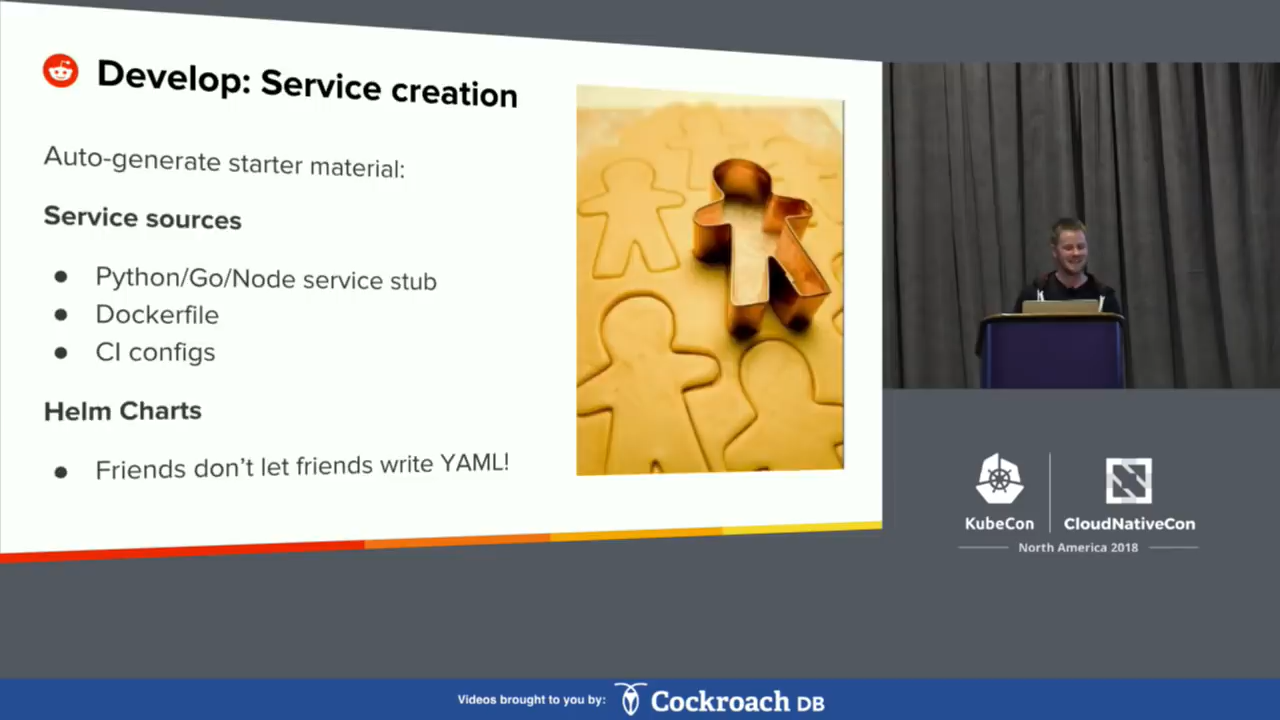 Develop: Service creation
Auto-generate starter material:
Service sources
● Python/Go/Node service stub
● Dockerfile
● CI configs
Helm Charts
● Friends don't let friends write YAML!
KubeCon
CloudNativeCon
North America 2018
Videos brought to you by:
Cockroach DB